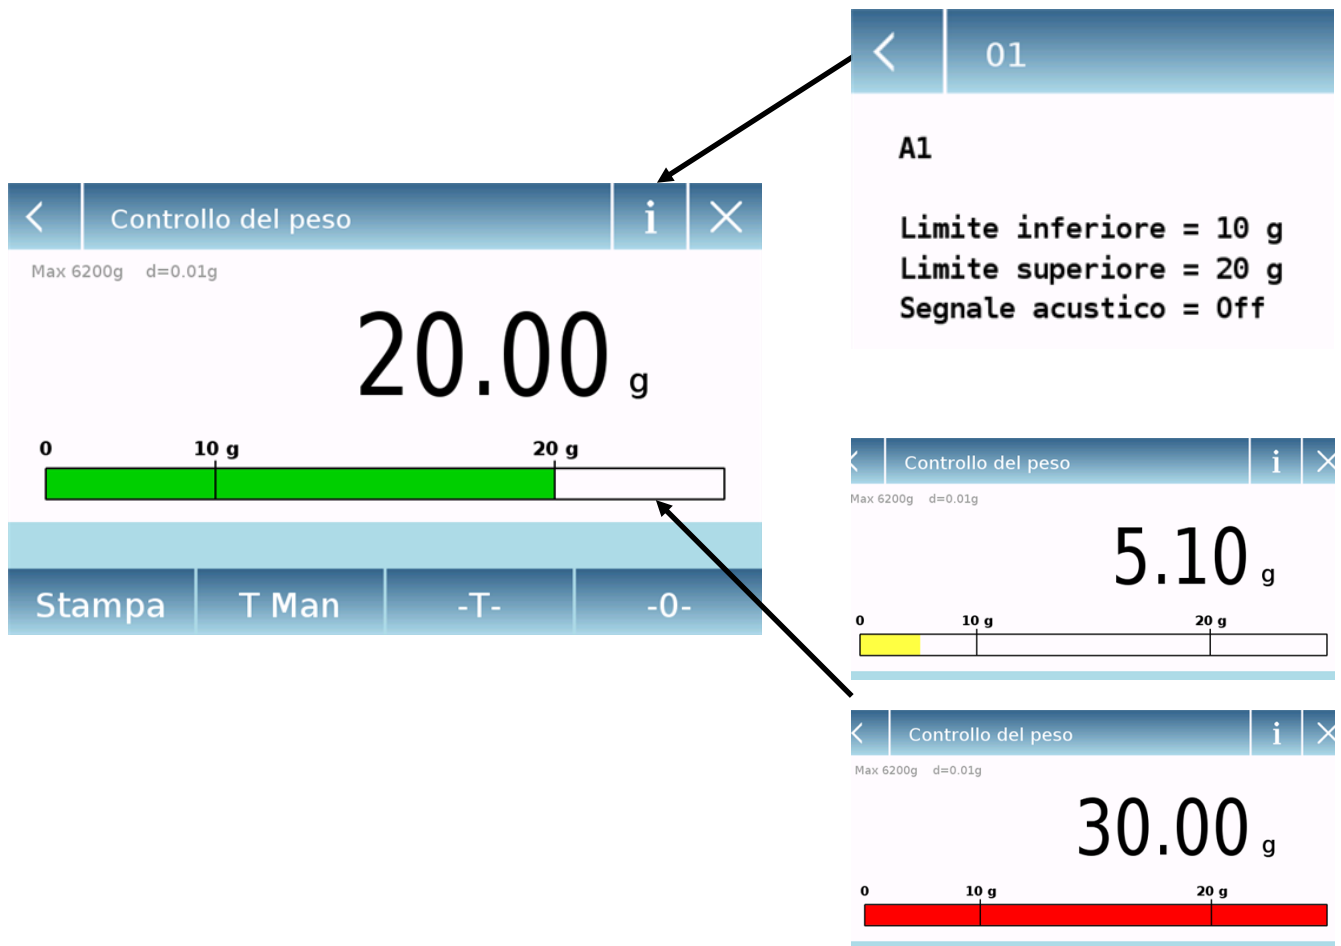 Controllo del peso i
Max 6200g d=0.01g
20.00 g
0 10 g 20 g
Stampa T Man -T- -0-
01
A1
Limite inferiore = 10 g
Limite superiore = 20 g
Segnale acustico = Off
Controllo del peso i
Max 6200g d=0.01g
5.10 g
0 10 g 20 g
Controllo del peso i
Max 6200g d=0.01g
30.00 g
0 10 g 20 g